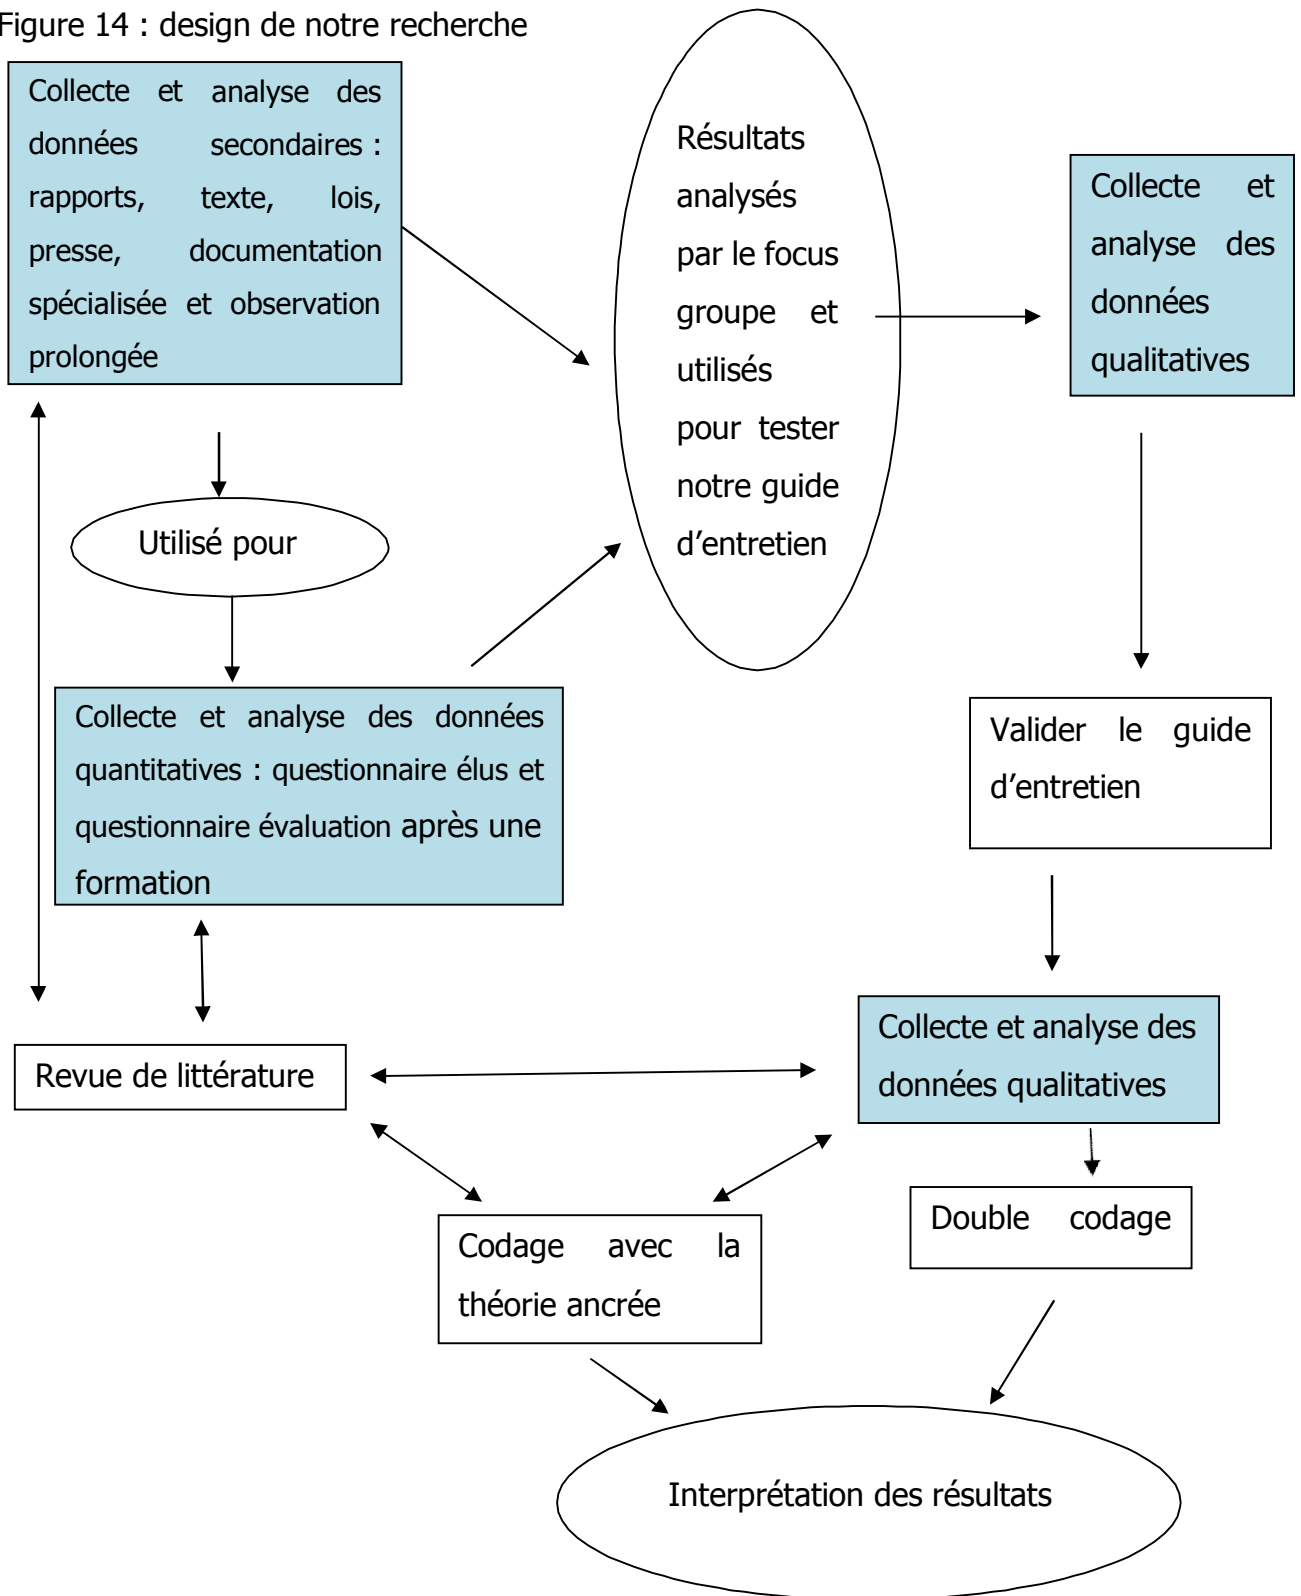 Figure 14 : design de notre recherche
Collecte et analyse des
données secondaires :
rapports, texte, lois,
presse, documentation
spécialisée et observation
prolongée
Résultats
analysés
par le focus
groupe et
utilisés
pour tester
notre guide
d’entretien
Collecte et
analyse des
données
qualitatives
Utilisé pour
Collecte et analyse des données
quantitatives : questionnaire élus et
questionnaire évaluation après une
formation
Valider le guide
d’entretien
Revue de littérature
Collecte et analyse des
données qualitatives
Codage avec la
théorie ancrée
Double codage
Interprétation des résultats